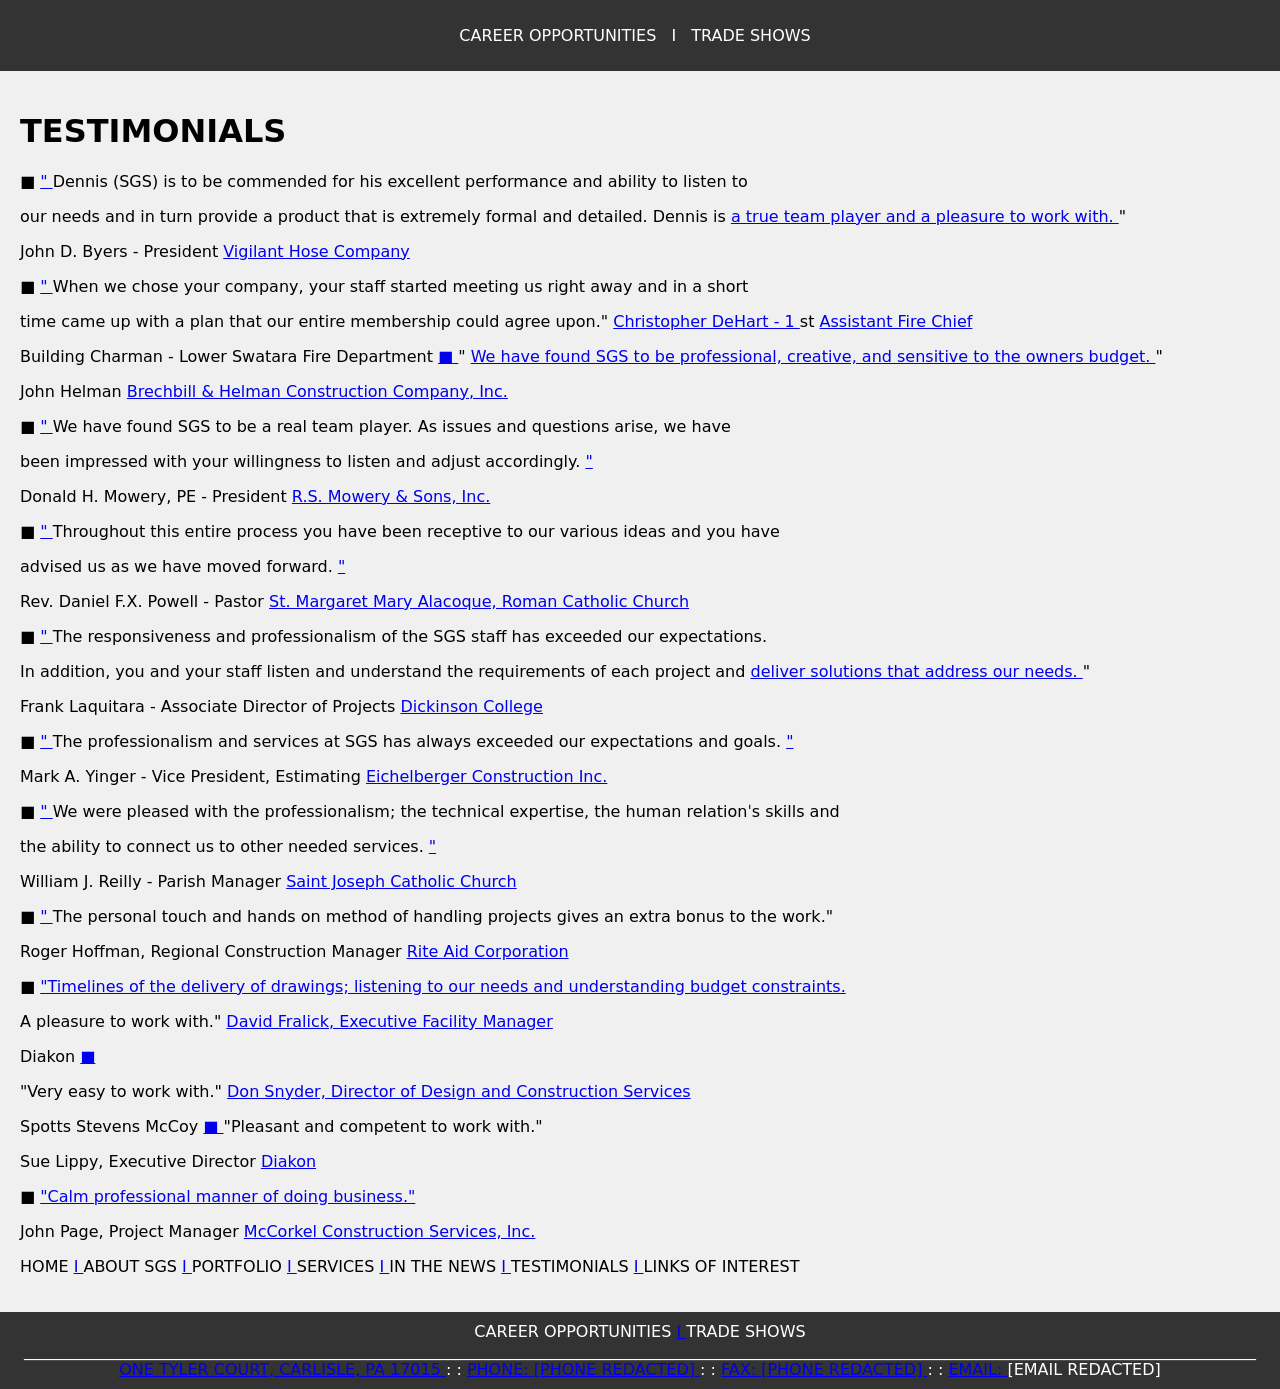 CAREER OPPORTUNITIES I TRADE SHOWS
TESTIMONIALS
■ " Dennis (SGS) is to be commended for his excellent performance and ability to listen to
our needs and in turn provide a product that is extremely formal and detailed. Dennis is a true team player and a pleasure to work with. "
John D. Byers - President Vigilant Hose Company
■ " When we chose your company, your staff started meeting us right away and in a short
time came up with a plan that our entire membership could agree upon." Christopher DeHart - 1 st Assistant Fire Chief
Building Charman - Lower Swatara Fire Department ■ " We have found SGS to be professional, creative, and sensitive to the owners budget. "
John Helman Brechbill & Helman Construction Company, Inc.
■ " We have found SGS to be a real team player. As issues and questions arise, we have
been impressed with your willingness to listen and adjust accordingly. "
Donald H. Mowery, PE - President R.S. Mowery & Sons, Inc.
■ " Throughout this entire process you have been receptive to our various ideas and you have
advised us as we have moved forward. "
Rev. Daniel F.X. Powell - Pastor St. Margaret Mary Alacoque, Roman Catholic Church
■ " The responsiveness and professionalism of the SGS staff has exceeded our expectations.
In addition, you and your staff listen and understand the requirements of each project and deliver solutions that address our needs. "
Frank Laquitara - Associate Director of Projects Dickinson College
■ " The professionalism and services at SGS has always exceeded our expectations and goals. "
Mark A. Yinger - Vice President, Estimating Eichelberger Construction Inc.
■ " We were pleased with the professionalism; the technical expertise, the human relation's skills and
the ability to connect us to other needed services. "
William J. Reilly - Parish Manager Saint Joseph Catholic Church
■ " The personal touch and hands on method of handling projects gives an extra bonus to the work."
Roger Hoffman, Regional Construction Manager Rite Aid Corporation
■ "Timelines of the delivery of drawings; listening to our needs and understanding budget constraints.
A pleasure to work with." David Fralick, Executive Facility Manager
Diakon ■
"Very easy to work with." Don Snyder, Director of Design and Construction Services
Spotts Stevens McCoy ■ "Pleasant and competent to work with."
Sue Lippy, Executive Director Diakon
■ "Calm professional manner of doing business."
John Page, Project Manager McCorkel Construction Services, Inc.
HOME I ABOUT SGS I PORTFOLIO I SERVICES I IN THE NEWS I TESTIMONIALS I LINKS OF INTEREST
CAREER OPPORTUNITIES I TRADE SHOWS
ONE TYLER COURT, CARLISLE, PA 17015 : : PHONE: [PHONE REDACTED] : : FAX: [PHONE REDACTED] : : EMAIL: [EMAIL REDACTED]